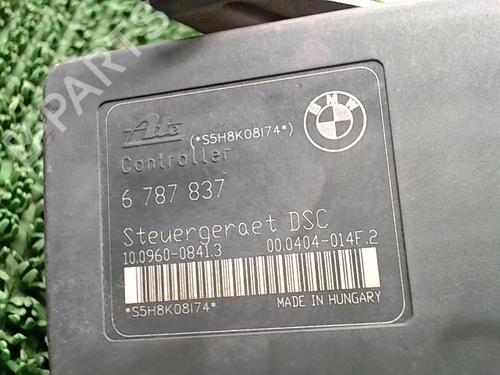 Ate (*S5H8K08174*)
BMW
Controller
6 787 837
Steuergeraet DSC
10.0960-0841.3 00.0404-014F.2
*S5H8K08174*
MADE IN HUNGARY
B-PARTS